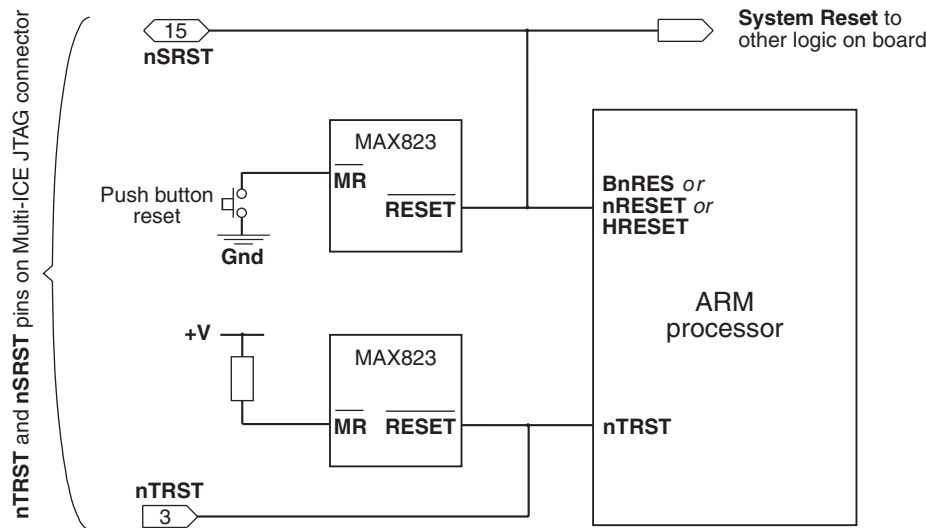 nTRST and nSRST pins on Multi-ICE JTAG connector
15
nSRST
System Reset to
other logic on board
MAX823
MR
RESET
Push button
reset
Gnd
BnRES or
nRESET or
HRESET
ARM
processor
+V
MAX823
MR RESET
nTRST
nTRST
3